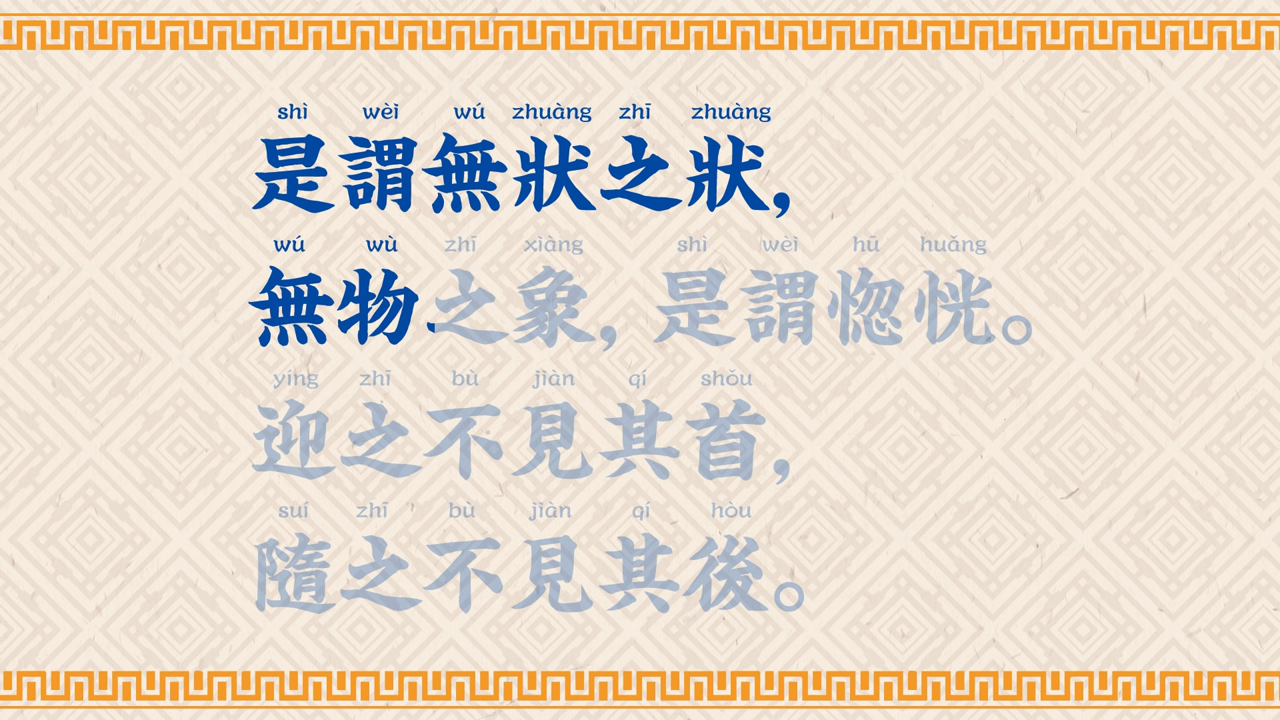 shì wèi wú zhuàng zhī zhuàng
是謂無狀之狀，
wú wù zhī xiàng shì wèi hū huǎng
無物之象，是謂惚恍。
yíng zhī bù jiàn qí shǒu
迎之不見其首，
suí zhī bù jiàn qí hòu
隨之不見其後。